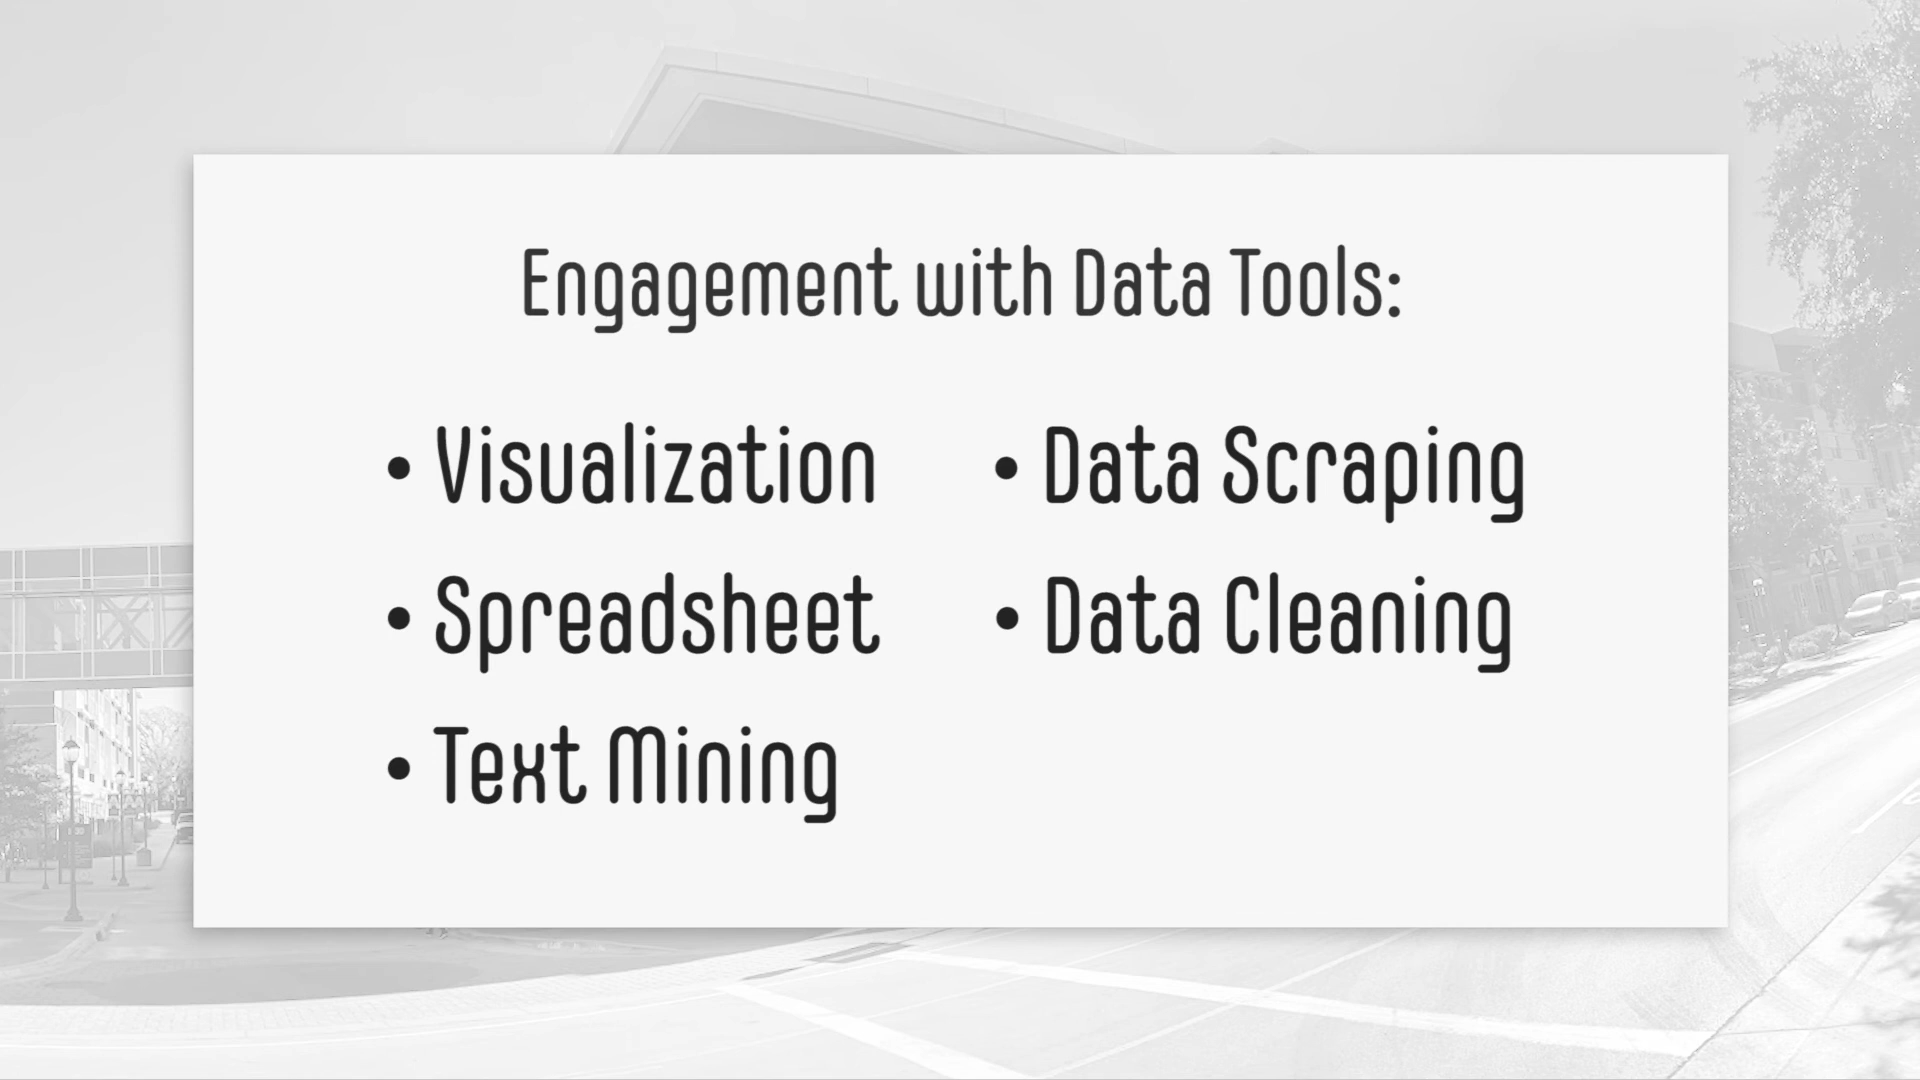 Engagement with Data Tools:
• Visualization
• Spreadsheet
• Text Mining
• Data Scraping
• Data Cleaning